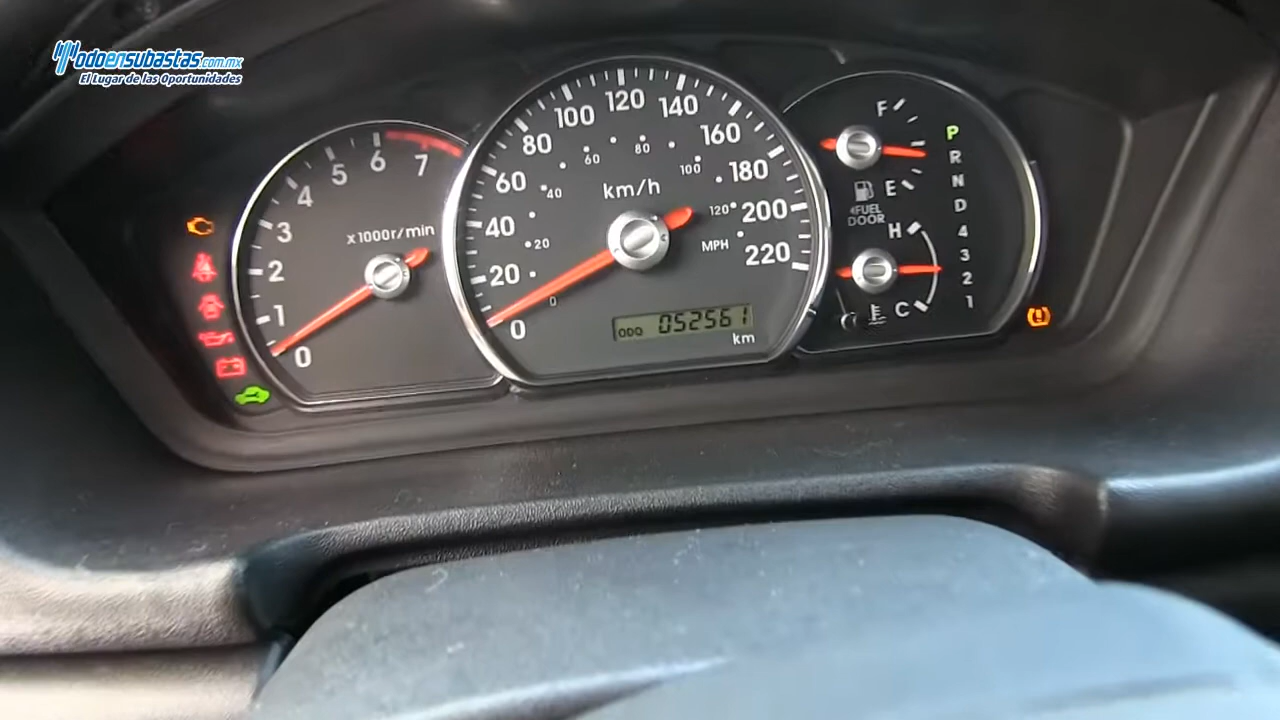 Todoensubastas.com.mx
El Lugar de las Oportunidades
0 1 2 3 4 5 6 7
x1000r/min
0 20 40 60 80 100 120 140 160 180 200 220
km/h
0 20 40 60 80 100 120
MPH
ODO 052561
km
F
E
FUEL
DOOR
H
C
P
R
N
D
4
3
2
1